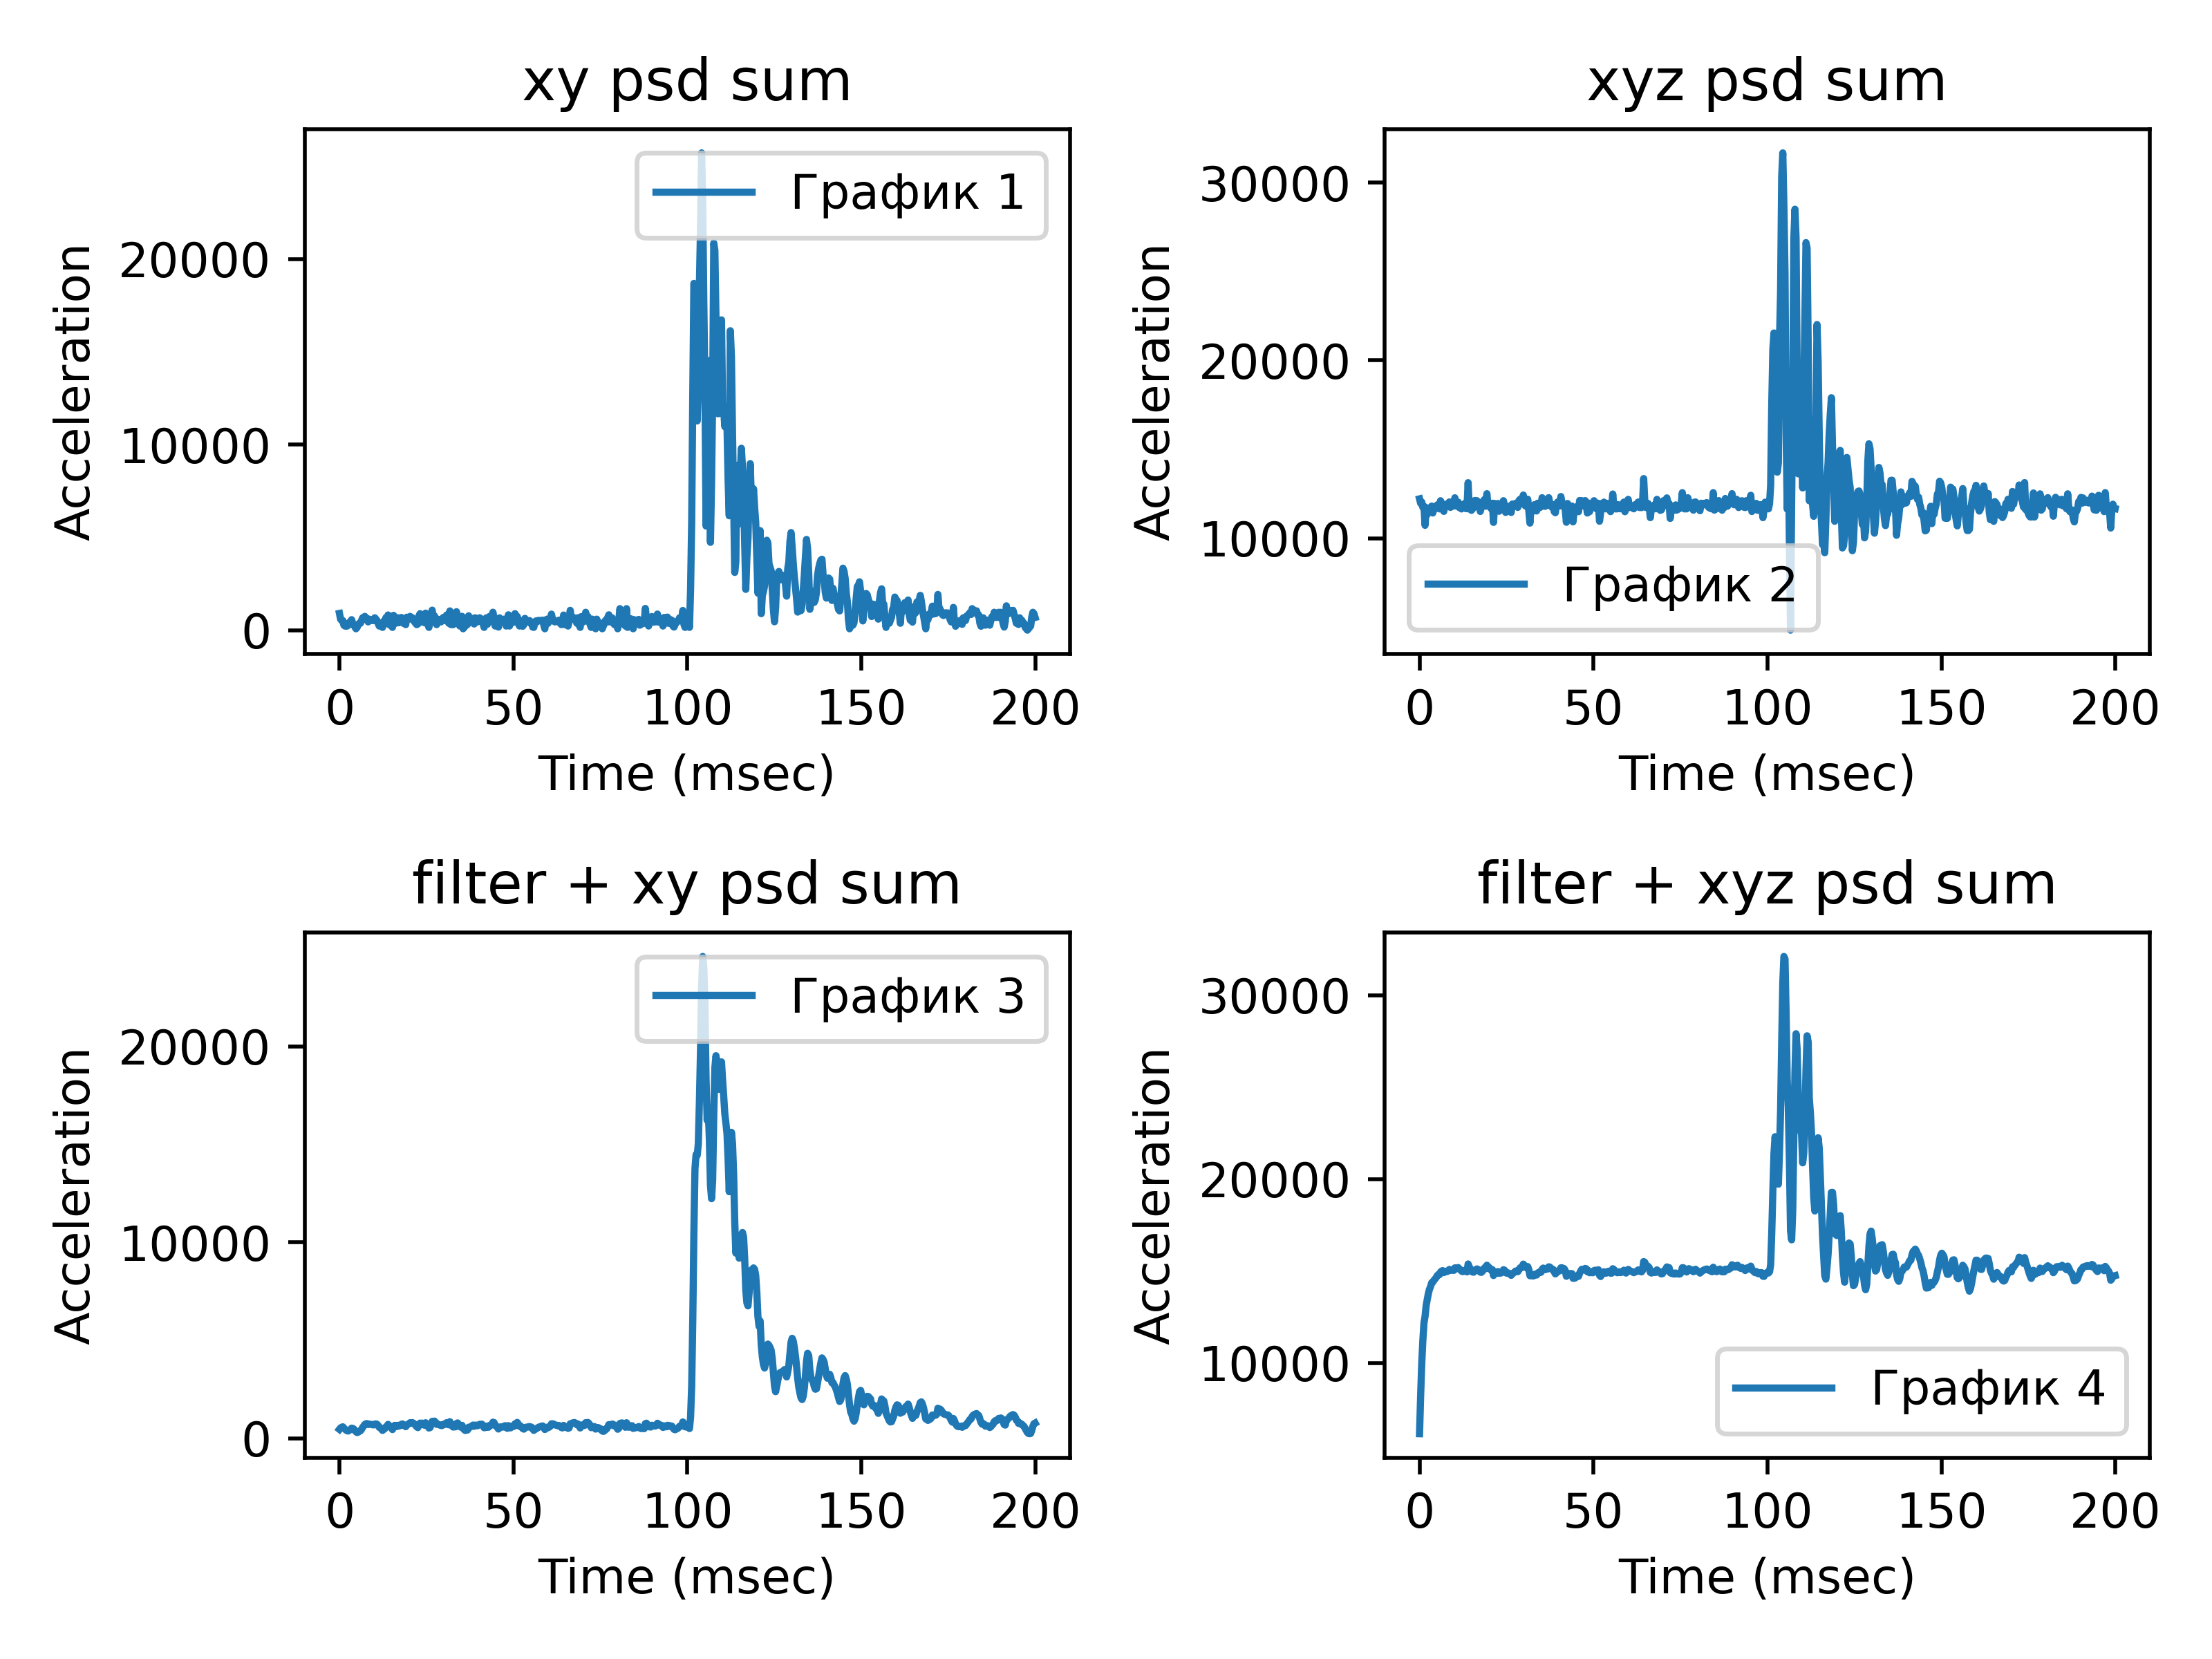 xy psd sum
Acceleration
20000
10000
0
График 1
0 50 100 150 200
Time (msec)
xyz psd sum
Acceleration
30000
20000
10000
График 2
0 50 100 150 200
Time (msec)
filter + xy psd sum
Acceleration
20000
10000
0
График 3
0 50 100 150 200
Time (msec)
filter + xyz psd sum
Acceleration
30000
20000
10000
График 4
0 50 100 150 200
Time (msec)